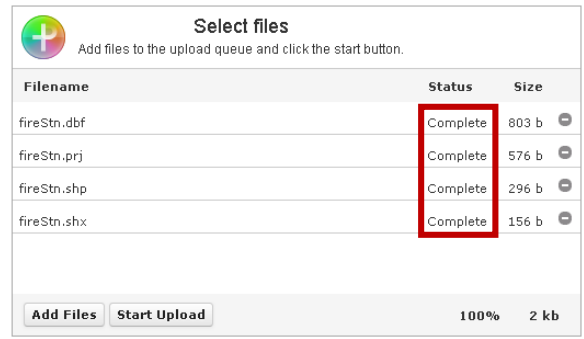 Select files
Add files to the upload queue and click the start button.
Filename Status Size
fireStn.dbf Complete 803 b
fireStn.prj Complete 576 b
fireStn.shp Complete 296 b
fireStn.shx Complete 156 b
Add Files Start Upload 100% 2 kb